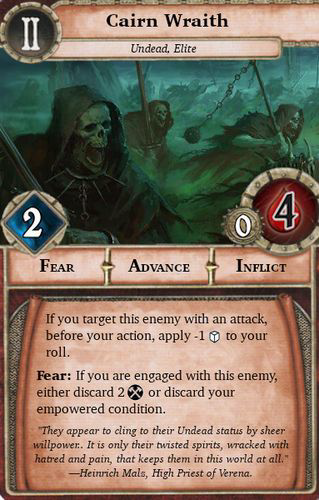 II
Cairn Wraith
Undead, Elite
2
0
4
Fear
Advance
Inflict
If you target this enemy with an attack,
before your action, apply -1 to your
roll.
Fear: If you are engaged with this enemy,
either discard 2 or discard your
empowered condition.
"They appear to cling to their Undead status by sheer
willpower.. It is only their twisted spirits, wracked with
hatred and pain, that keeps them in this world at all."
—Heinrich Malz, High Priest of Verena.